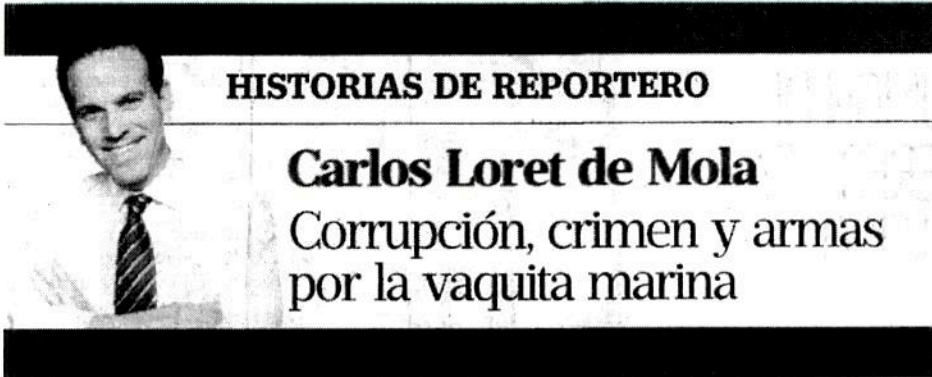 HISTORIAS DE REPORTERO
Carlos Loret de Mola
Corrupción, crimen y armas
por la vaquita marina